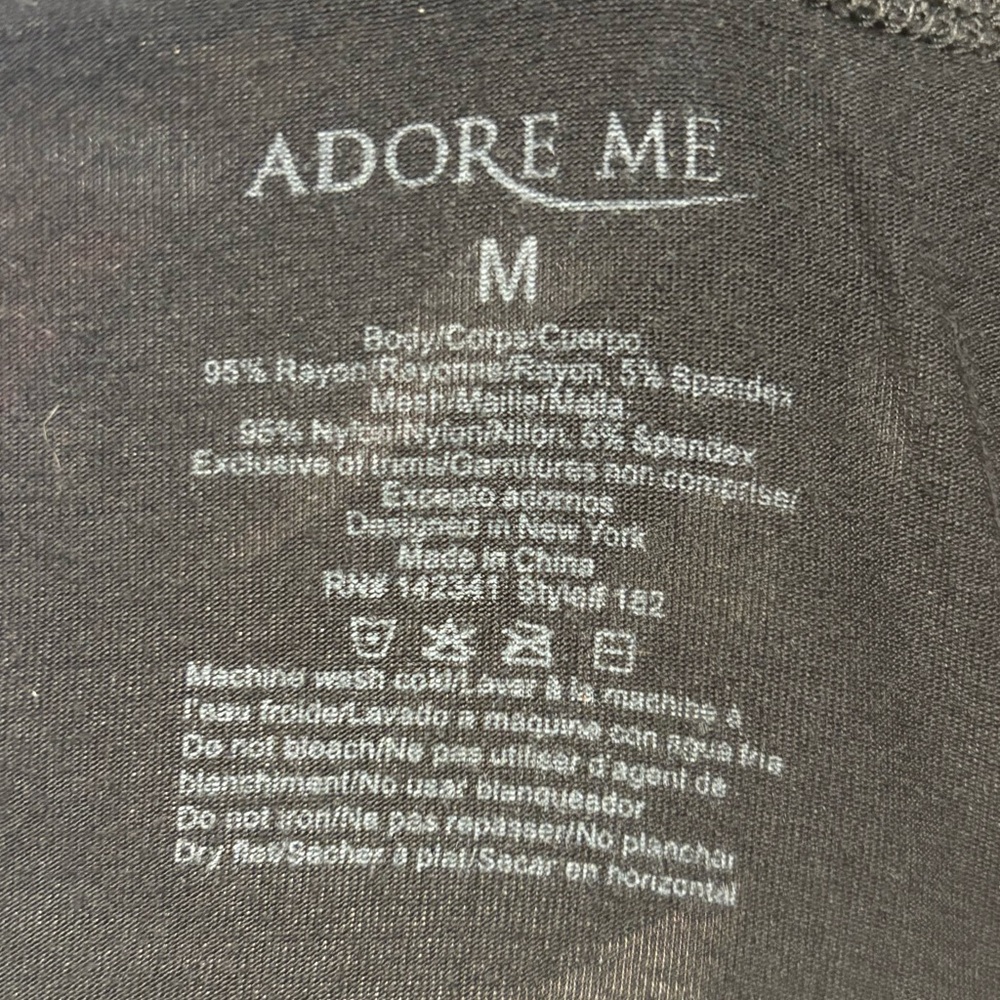 ADORE ME
M
Body/Corps/Cuerpo
95% Rayon/Rayonne/Rayon, 5% Spandex
Mesh/Maille/Malla
95% Nylon/Nylon/Nilon, 5% Spandex
Exclusive of trims/Garnitures non comprises/
Excepto adornos
Designed in New York
Made in China
RN# 142341 Style# 182
Machine wash cold/Laver à la machine à
l'eau froide/Lavado a maquina con agua fria
Do not bleach/Ne pas utiliser d'agent de
blanchiment/No usar blanqueador
Do not iron/Ne pas repasser/No planchar
Dry flat/Sécher à plat/Secar en horizontal